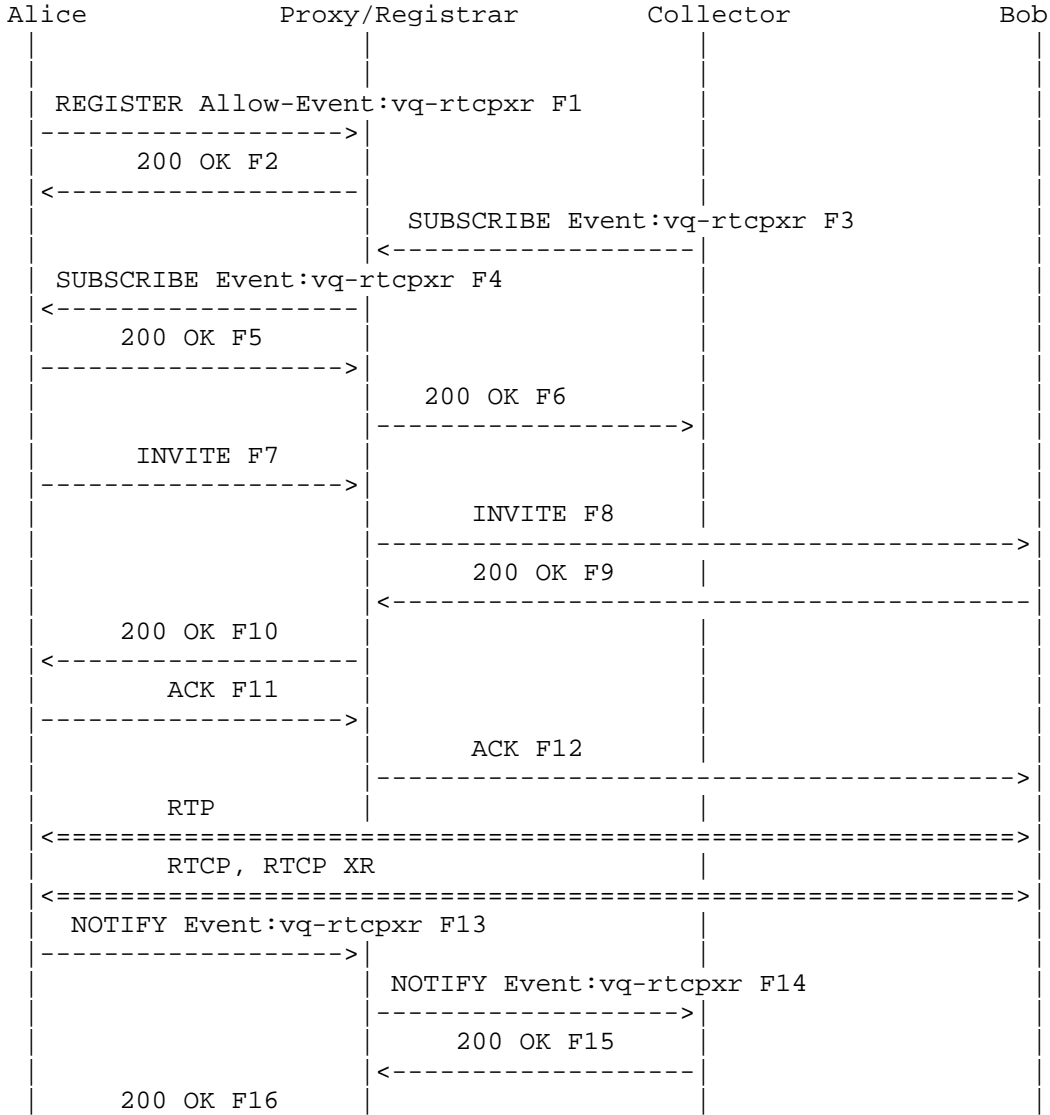 Alice Proxy/Registrar Collector Bob
REGISTER Allow-Event:vq-rtcpxr F1
200 OK F2
SUBSCRIBE Event:vq-rtcpxr F3
SUBSCRIBE Event:vq-rtcpxr F4
200 OK F5
200 OK F6
INVITE F7
INVITE F8
200 OK F9
200 OK F10
ACK F11
ACK F12
RTP
RTCP, RTCP XR
NOTIFY Event:vq-rtcpxr F13
NOTIFY Event:vq-rtcpxr F14
200 OK F15
200 OK F16